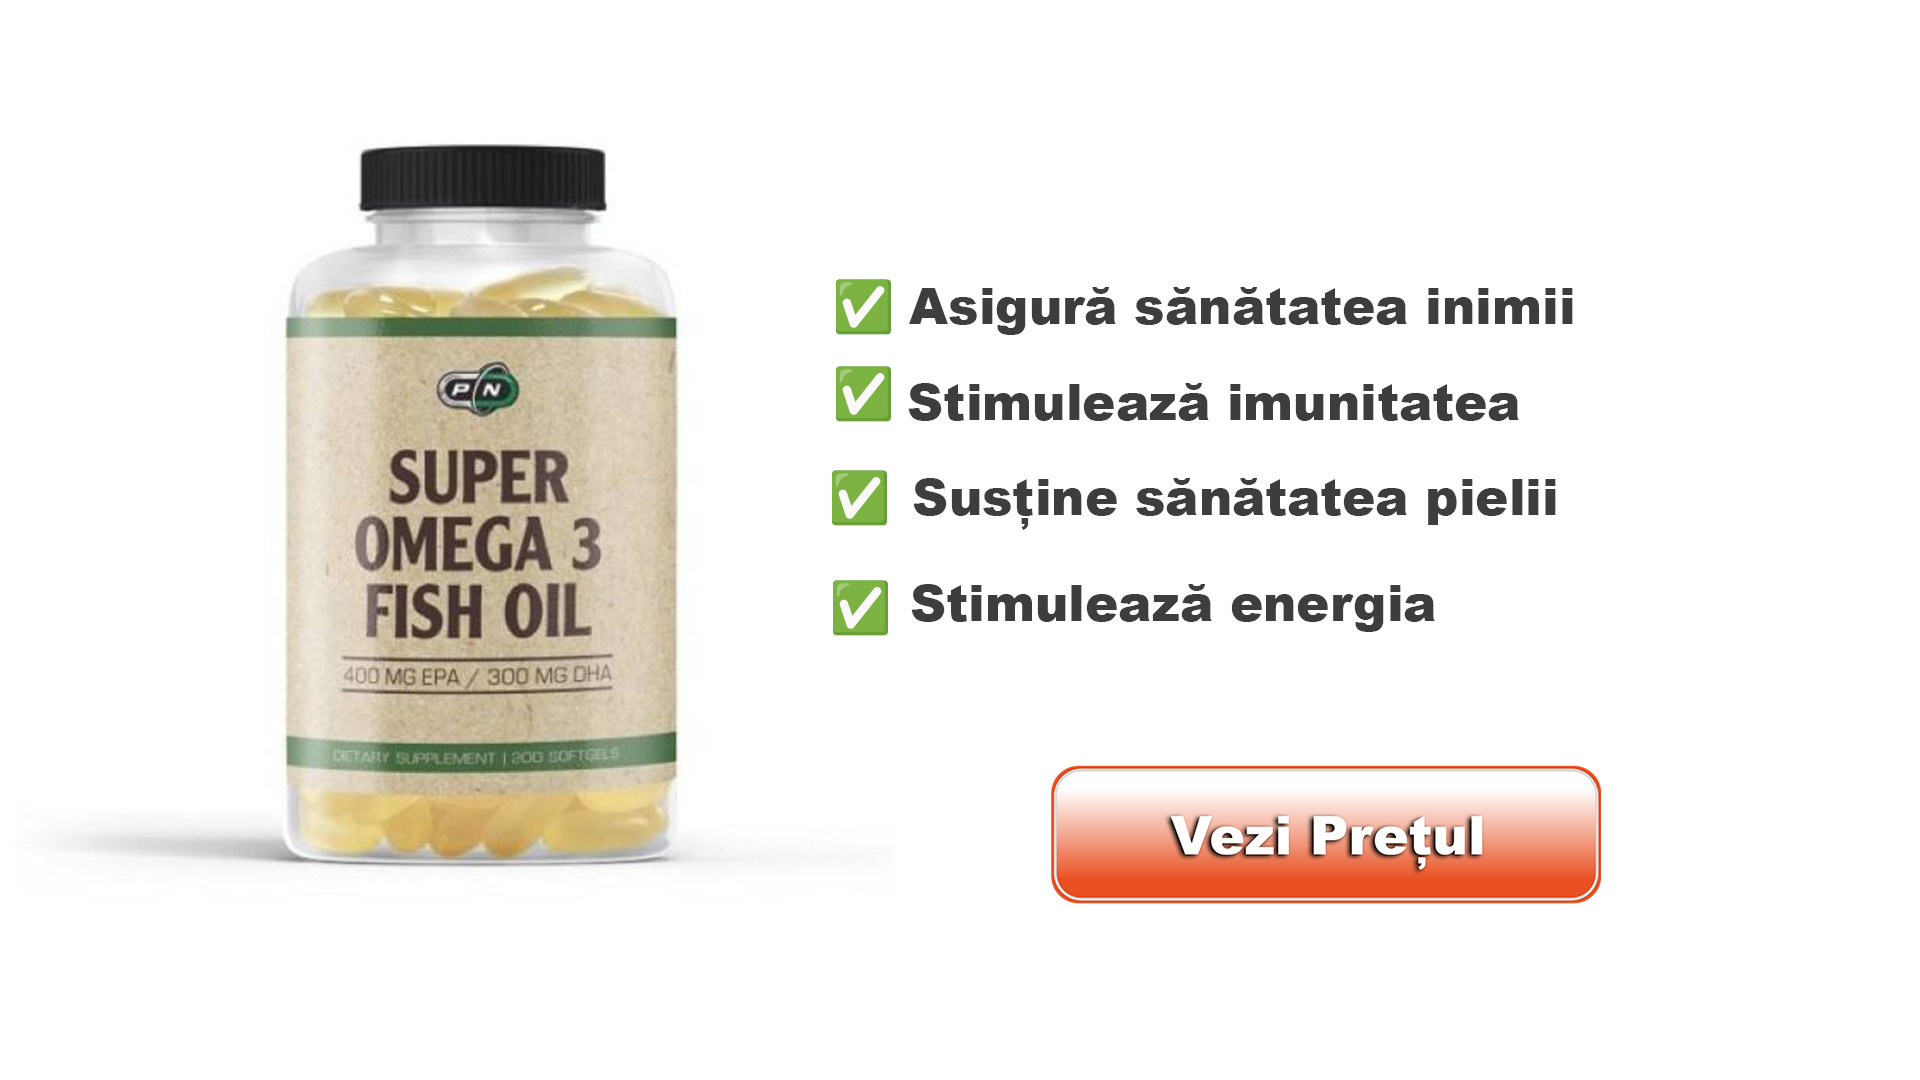 PN
SUPER
OMEGA 3
FISH OIL
400 MG EPA / 300 MG DHA
DIETARY SUPPLEMENT | 200 SOFTGELS
✅ Asigură sănătatea inimii
✅ Stimulează imunitatea
✅ Susține sănătatea pielii
✅ Stimulează energia
Vezi Prețul